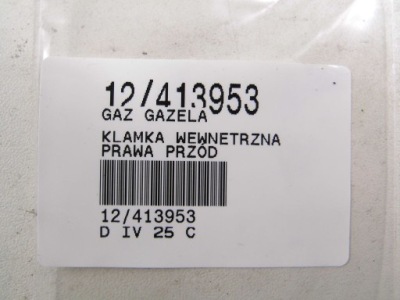 12/413953
GAZ GAZELA
KLAMKA WEWNETRZNA
PRAWA PRZÓD
12/413953
D IV 25 C